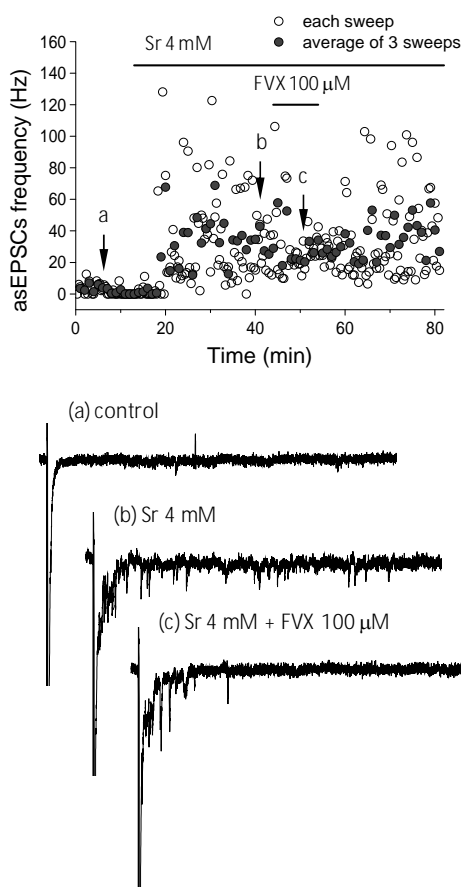 each sweep
average of 3 sweeps
160
140
120
100
80
60
40
20
0
asEPSCs frequency (Hz)
Sr 4 mM
FVX 100 μM
a
b
c
0 20 40 60 80
Time (min)
(a) control
(b) Sr 4 mM
(c) Sr 4 mM + FVX 100 μM